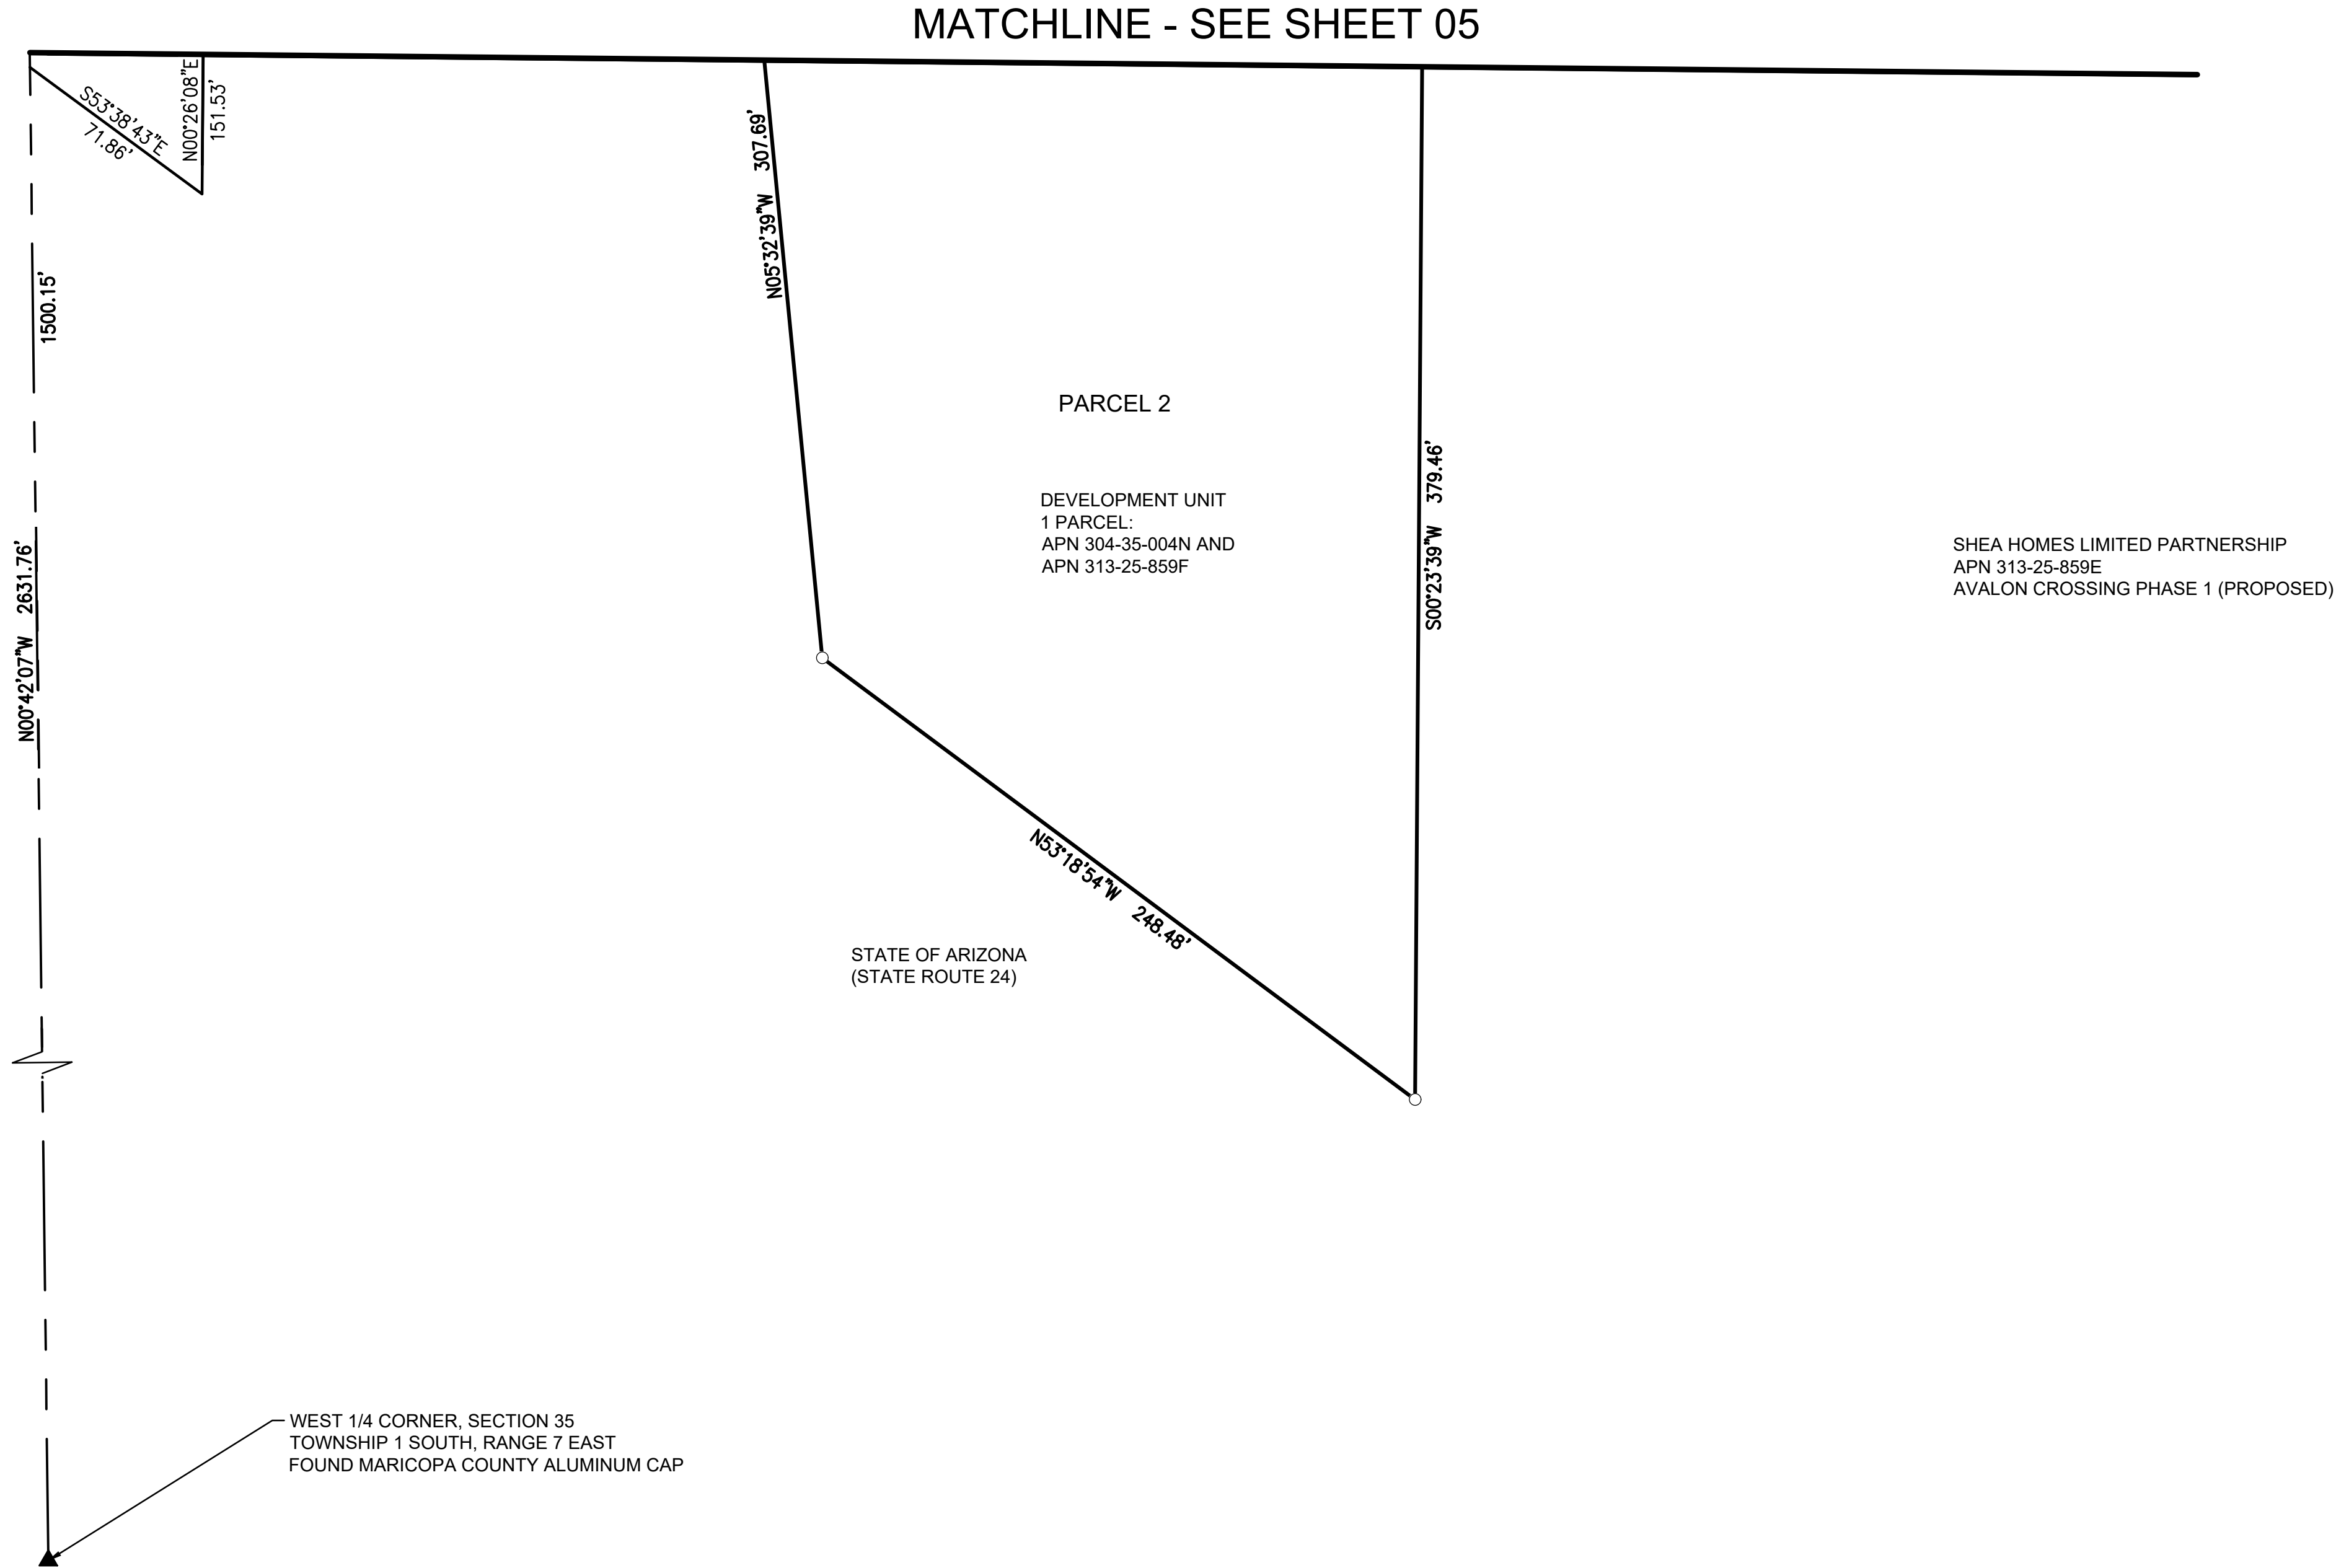 MATCHLINE - SEE SHEET 05
S53°38'43"E
71.86'
N00°26'08"E
151.53'
N05°32'39"W 307.69'
1500.15'
PARCEL 2
S00°23'39"W 379.46'
DEVELOPMENT UNIT
1 PARCEL:
APN 304-35-004N AND
APN 313-25-859F
SHEA HOMES LIMITED PARTNERSHIP
APN 313-25-859E
AVALON CROSSING PHASE 1 (PROPOSED)
N00°42'07"W 2631.76'
N53°18'54"W 248.48'
STATE OF ARIZONA
(STATE ROUTE 24)
WEST 1/4 CORNER, SECTION 35
TOWNSHIP 1 SOUTH, RANGE 7 EAST
FOUND MARICOPA COUNTY ALUMINUM CAP